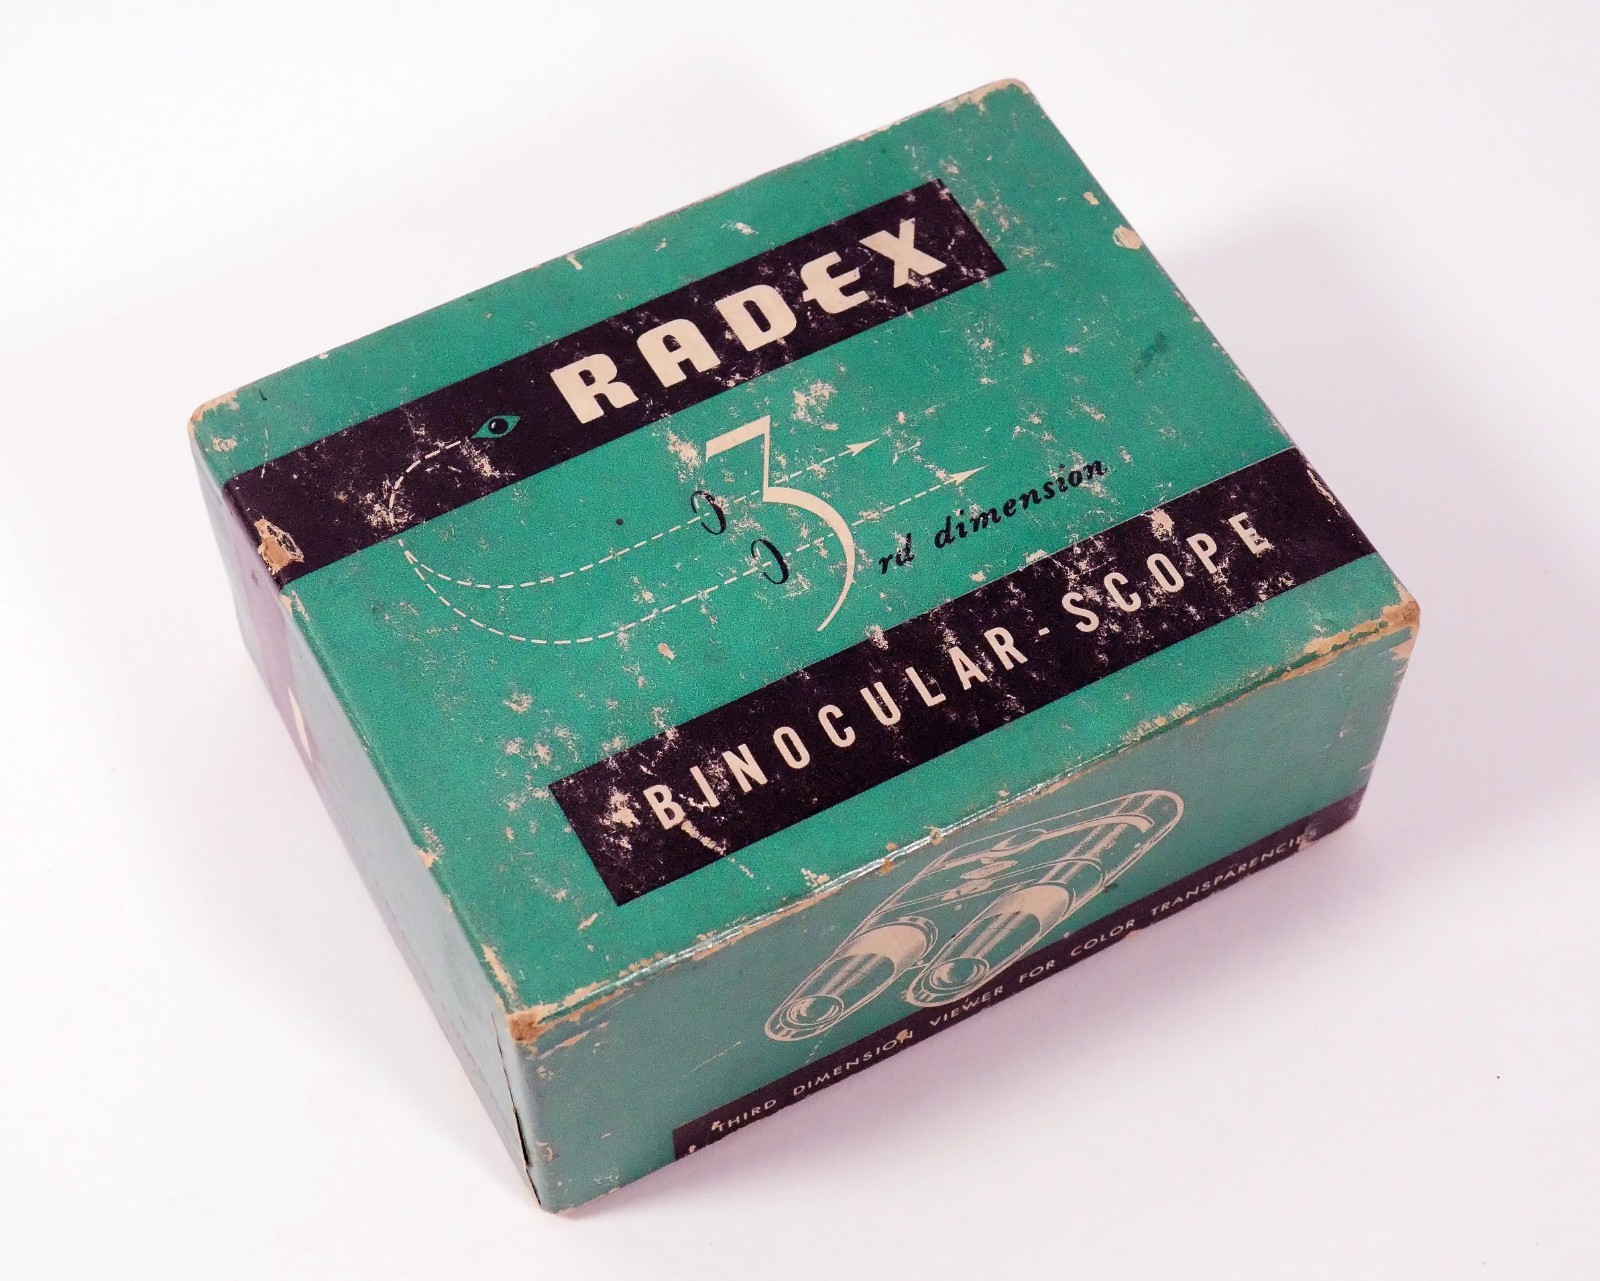 RADEX
3rd dimension
BINOCULAR-SCOPE
THIRD DIMENSION VIEWER FOR COLOR TRANSPARENCIES